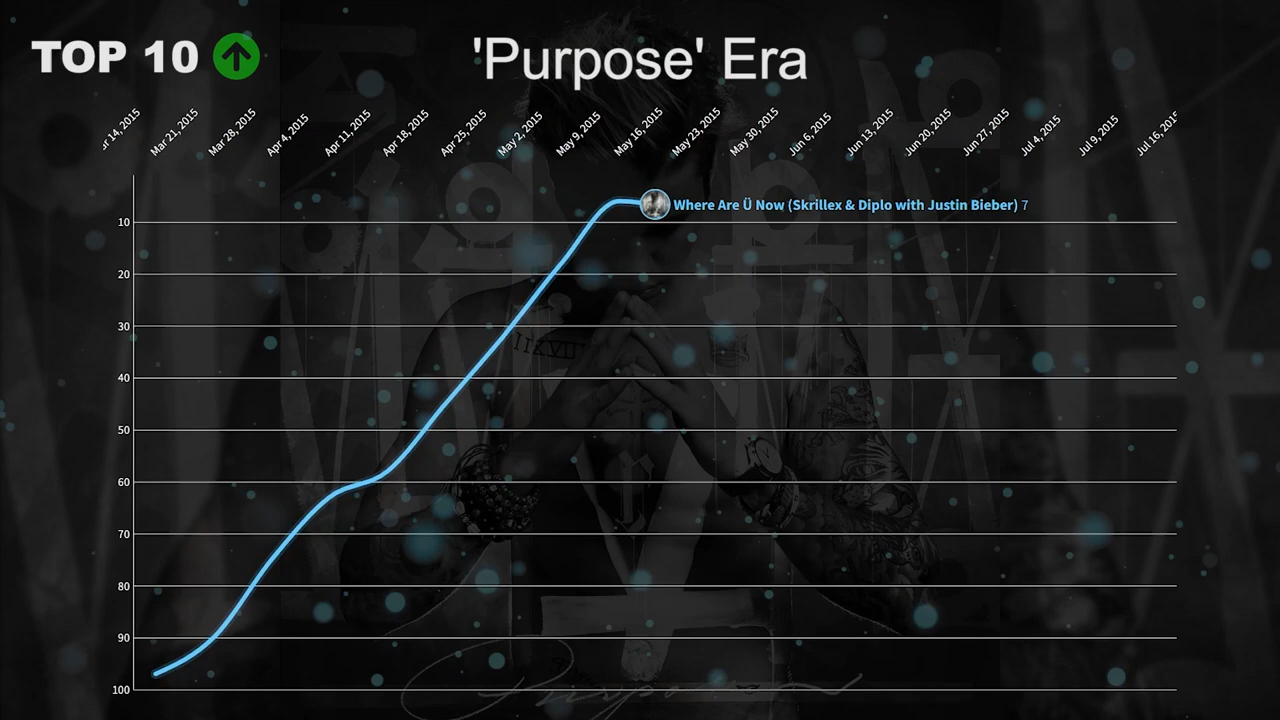 TOP 10
'Purpose' Era
r 14, 2015
Mar 21, 2015
Mar 28, 2015
Apr 4, 2015
Apr 11, 2015
Apr 18, 2015
Apr 25, 2015
May 2, 2015
May 9, 2015
May 16, 2015
May 23, 2015
May 30, 2015
Jun 6, 2015
Jun 13, 2015
Jun 20, 2015
Jun 27, 2015
Jul 4, 2015
Jul 9, 2015
Jul 16, 2015
Where Are Ü Now (Skrillex & Diplo with Justin Bieber) 7
10
20
30
IIXVII
40
50
60
70
80
90
100
Purpose